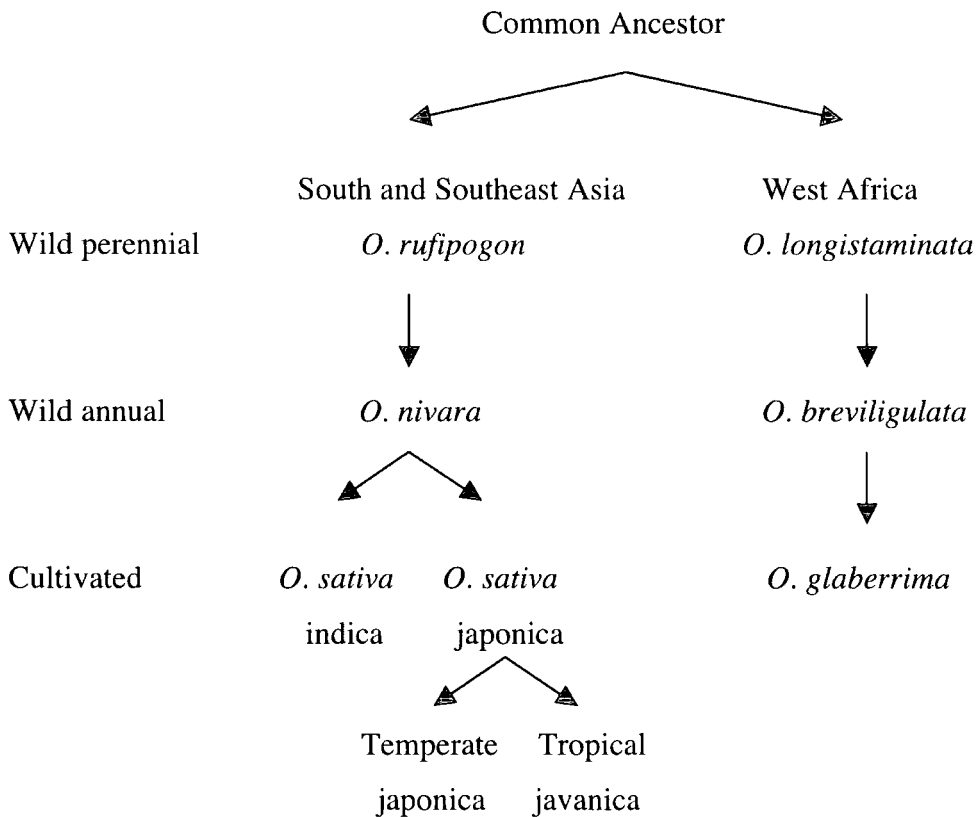 Common Ancestor
South and Southeast Asia West Africa
Wild perennial O. rufipogon O. longistaminata
Wild annual O. nivara O. breviligulata
Cultivated O. sativa O. sativa O. glaberrima
indica japonica
Temperate Tropical
japonica javanica